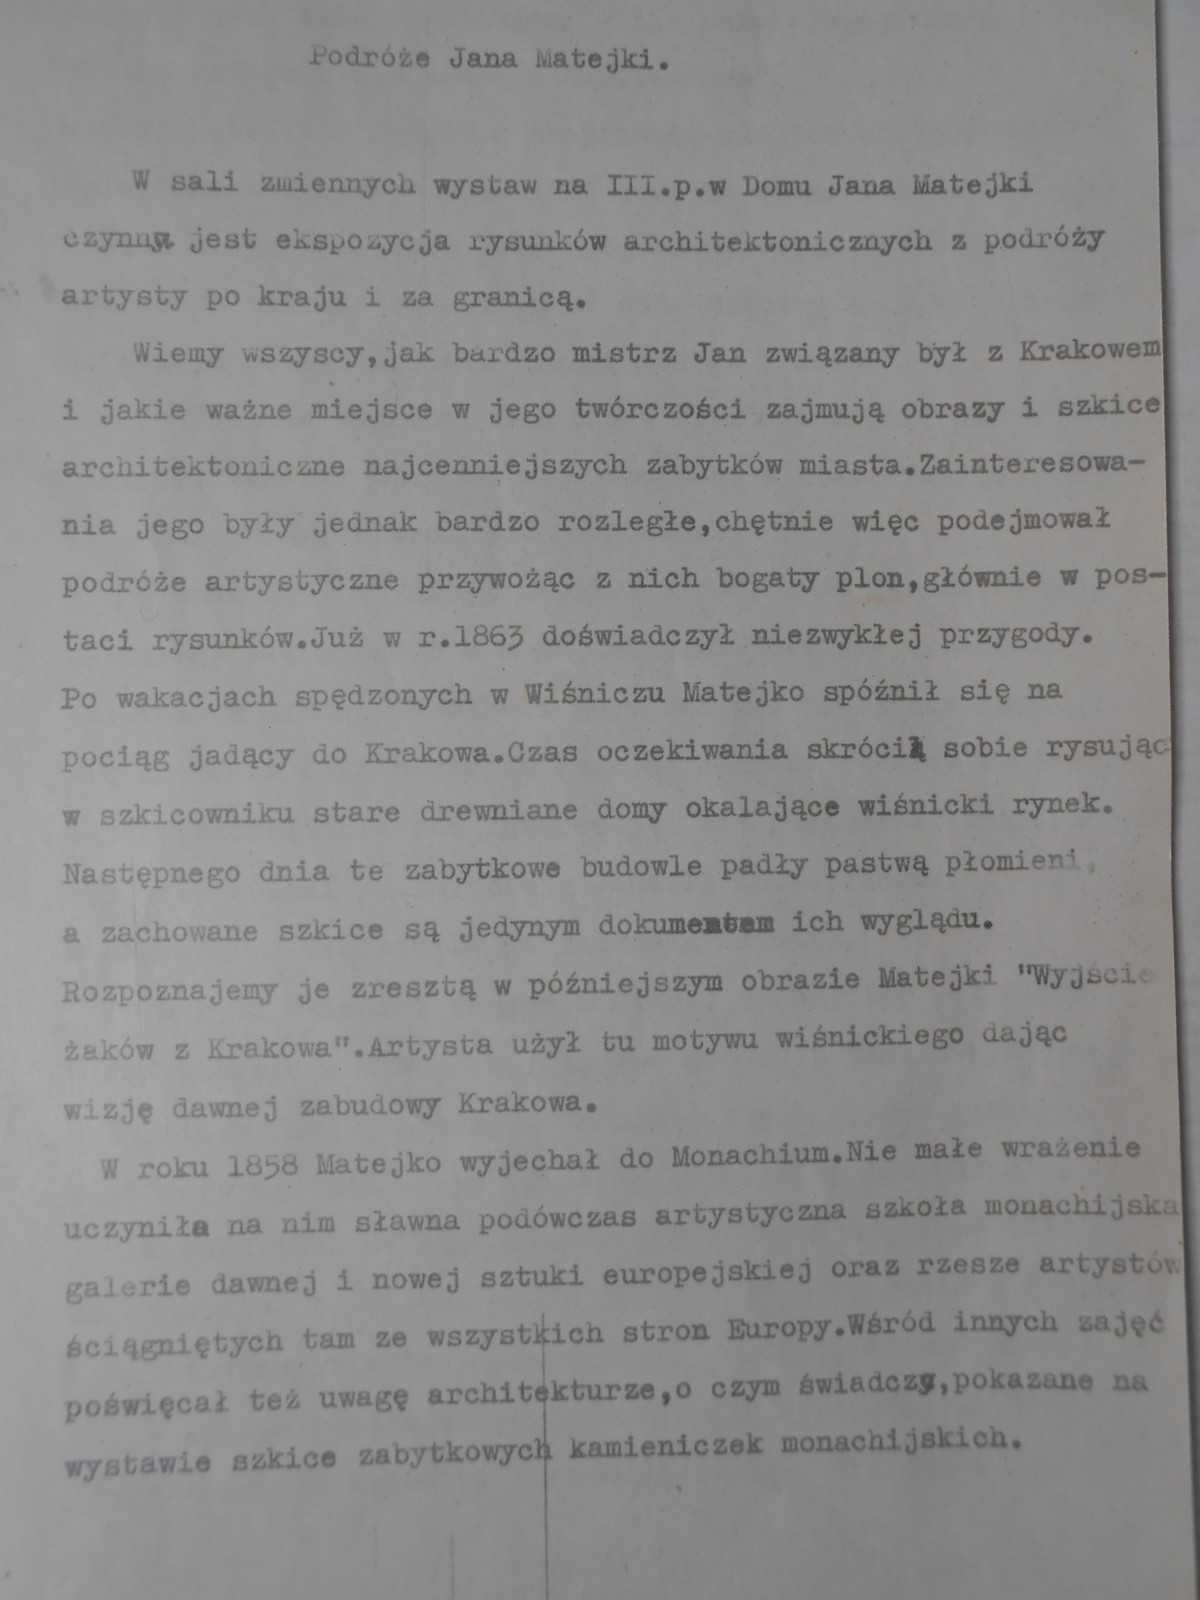 Podróże Jana Matejki.
W sali zmiennych wystaw na III.p.w Domu Jana Matejki
czynna jest ekspozycja rysunków architektonicznych z podróży
artysty po kraju i za granicą.
Wiemy wszyscy,jak bardzo mistrz Jan związany był z Krakowem
i jakie ważne miejsce w jego twórczości zajmują obrazy i szkice
architektoniczne najcenniejszych zabytków miasta.Zainteresowa-
nia jego były jednak bardzo rozległe,chętnie więc podejmował
podróże artystyczne przywożąc z nich bogaty plon,głównie w pos-
taci rysunków.Już w r.1863 doświadczył niezwykłej przygody.
Po wakacjach spędzonych w Wiśniczu Matejko spóźnił się na
pociąg jadący do Krakowa.Czas oczekiwania skrócił sobie rysując
w szkicowniku stare drewniane domy okalające wiśnicki rynek.
Następnego dnia te zabytkowe budowle padły pastwą płomieni,
a zachowane szkice są jedynym dokumentem ich wyglądu.
Rozpoznajemy je zresztą w późniejszym obrazie Matejki "Wyjście
żaków z Krakowa".Artysta użył tu motywu wiśnickiego dając
wizję dawnej zabudowy Krakowa.
W roku 1858 Matejko wyjechał do Monachium.Nie małe wrażenie
uczyniła na nim sławna podówczas artystyczna szkoła monachijska
galerie dawnej i nowej sztuki europejskiej oraz rzesze artystów
ściągniętych tam ze wszystkich stron Europy.Wśród innych zajęć
poświęcał też uwagę architekturze,o czym świadczą,pokazane na
wystawie szkice zabytkowych kamieniczek monachijskich.